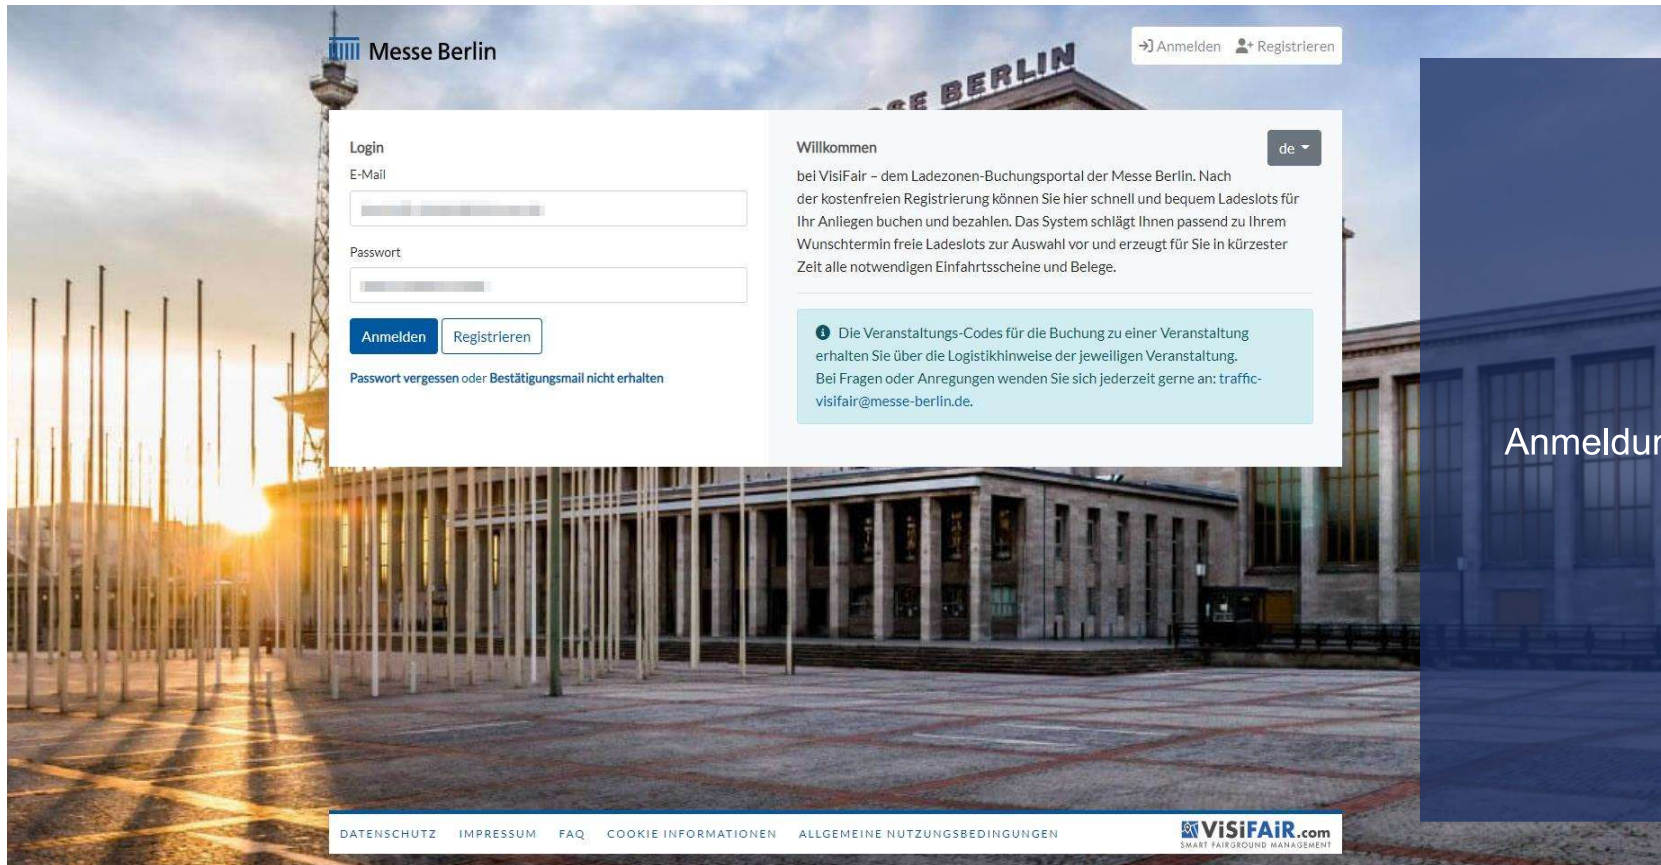 Messe Berlin
Anmelden Registrieren
BERLIN
Login
E-Mail
Passwort
Anmelden Registrieren
Passwort vergessen oder Bestätigungsmail nicht erhalten
Willkommen
de
bei VisiFair – dem Ladezonen-Buchungsportal der Messe Berlin. Nach
der kostenfreien Registrierung können Sie hier schnell und bequem Ladeslots für
Ihr Anliegen buchen und bezahlen. Das System schlägt Ihnen passend zu Ihrem
Wunschtermin freie Ladeslots zur Auswahl vor und erzeugt für Sie in kürzester
Zeit alle notwendigen Einfahrtsscheine und Belege.
Die Veranstaltungs-Codes für die Buchung zu einer Veranstaltung
erhalten Sie über die Logistikhinweise der jeweiligen Veranstaltung.
Bei Fragen oder Anregungen wenden Sie sich jederzeit gerne an: traffic-
visifair@messe-berlin.de.
DATENSCHUTZ IMPRESSUM FAQ COOKIE INFORMATIONEN ALLGEMEINE NUTZUNGSBEDINGUNGEN
ViSiFAiR.com
SMART FAIRGROUND MANAGEMENT